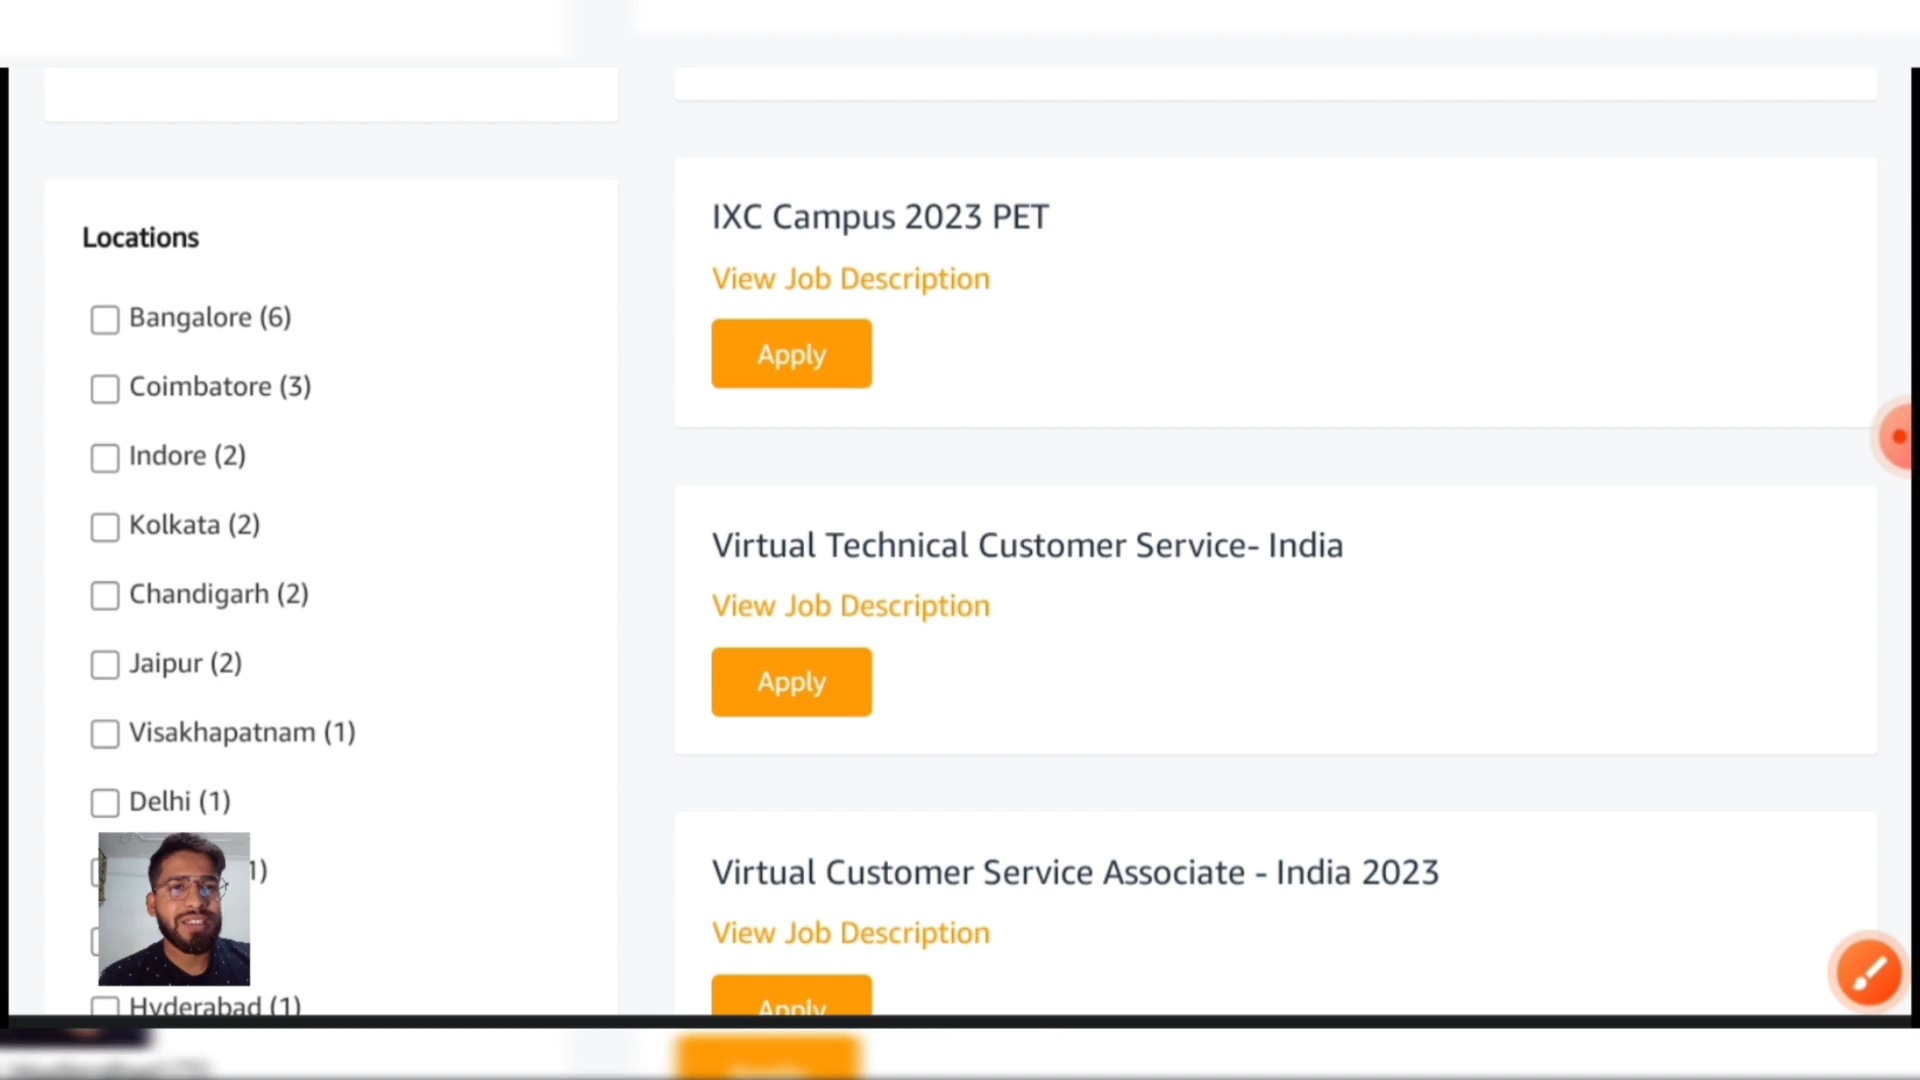 Locations
Bangalore (6)
Coimbatore (3)
Indore (2)
Kolkata (2)
Chandigarh (2)
Jaipur (2)
Visakhapatnam (1)
Delhi (1)
1)
Hyderabad (1)
IXC Campus 2023 PET
View Job Description
Apply
Virtual Technical Customer Service- India
View Job Description
Apply
Virtual Customer Service Associate - India 2023
View Job Description
Apply